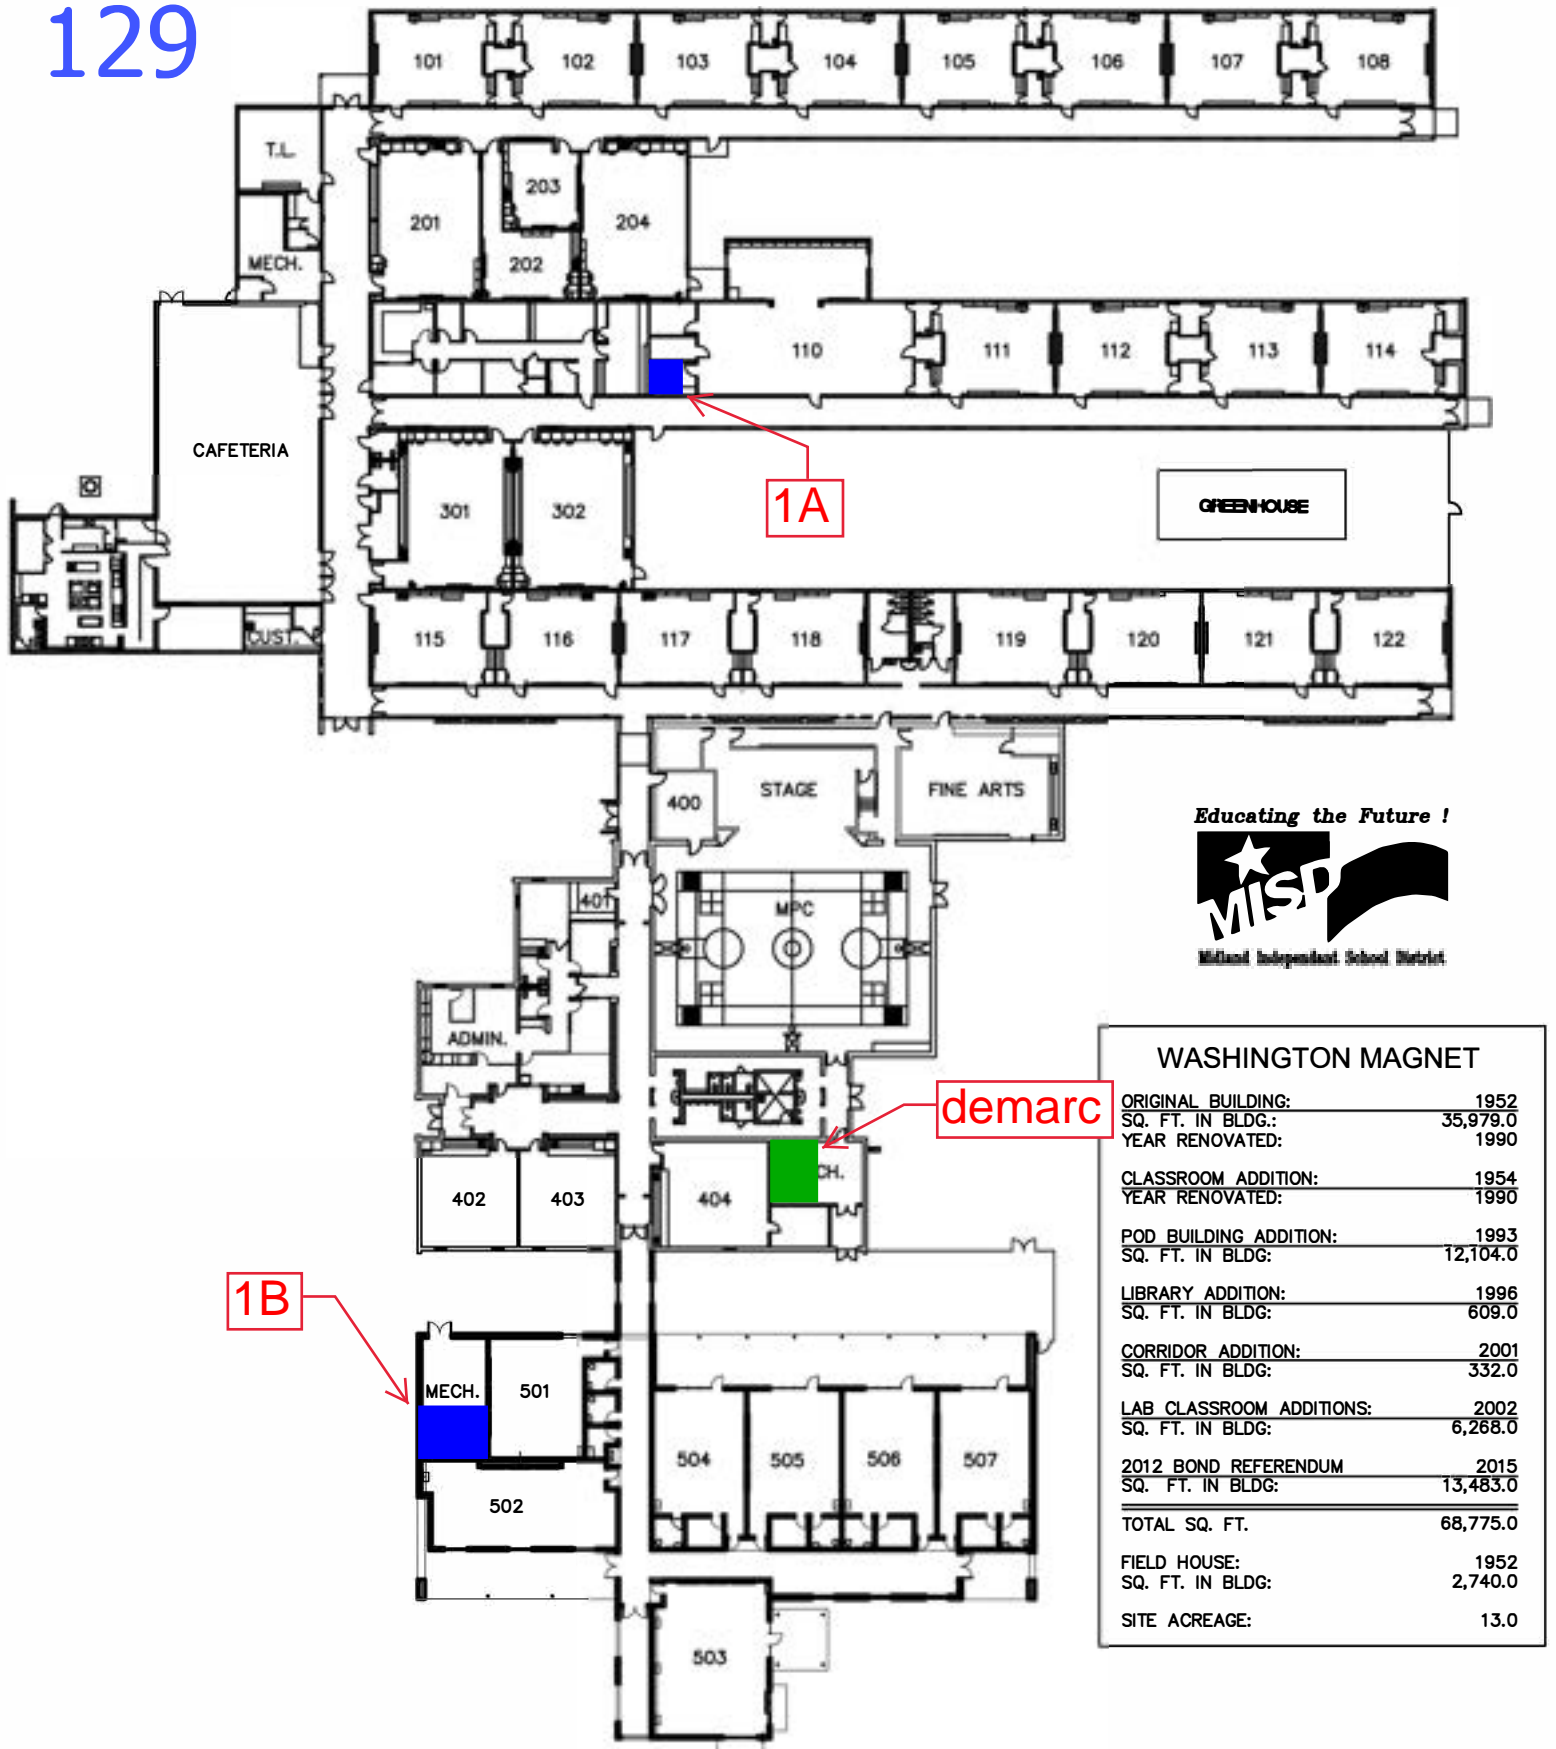 129
101 102 103 104 105 106 107 108
T.L.
203
201 204
202
MECH.
110 111 112 113 114
CAFETERIA
301 302
1A
GREENHOUSE
CUST.
115 116 117 118 119 120 121 122
400
STAGE
FINE ARTS
Educating the Future !
MISD
Midland Independent School District
401
MPC
ADMIN.
demarc
CH.
402 403 404
1B
MECH.
501
502
504 505 506 507
503
WASHINGTON MAGNET
ORIGINAL BUILDING: 1952
SQ. FT. IN BLDG.: 35,979.0
YEAR RENOVATED: 1990
CLASSROOM ADDITION: 1954
YEAR RENOVATED: 1990
POD BUILDING ADDITION: 1993
SQ. FT. IN BLDG: 12,104.0
LIBRARY ADDITION: 1996
SQ. FT. IN BLDG: 609.0
CORRIDOR ADDITION: 2001
SQ. FT. IN BLDG: 332.0
LAB CLASSROOM ADDITIONS: 2002
SQ. FT. IN BLDG: 6,268.0
2012 BOND REFERENDUM 2015
SQ. FT. IN BLDG: 13,483.0
TOTAL SQ. FT. 68,775.0
FIELD HOUSE: 1952
SQ. FT. IN BLDG: 2,740.0
SITE ACREAGE: 13.0